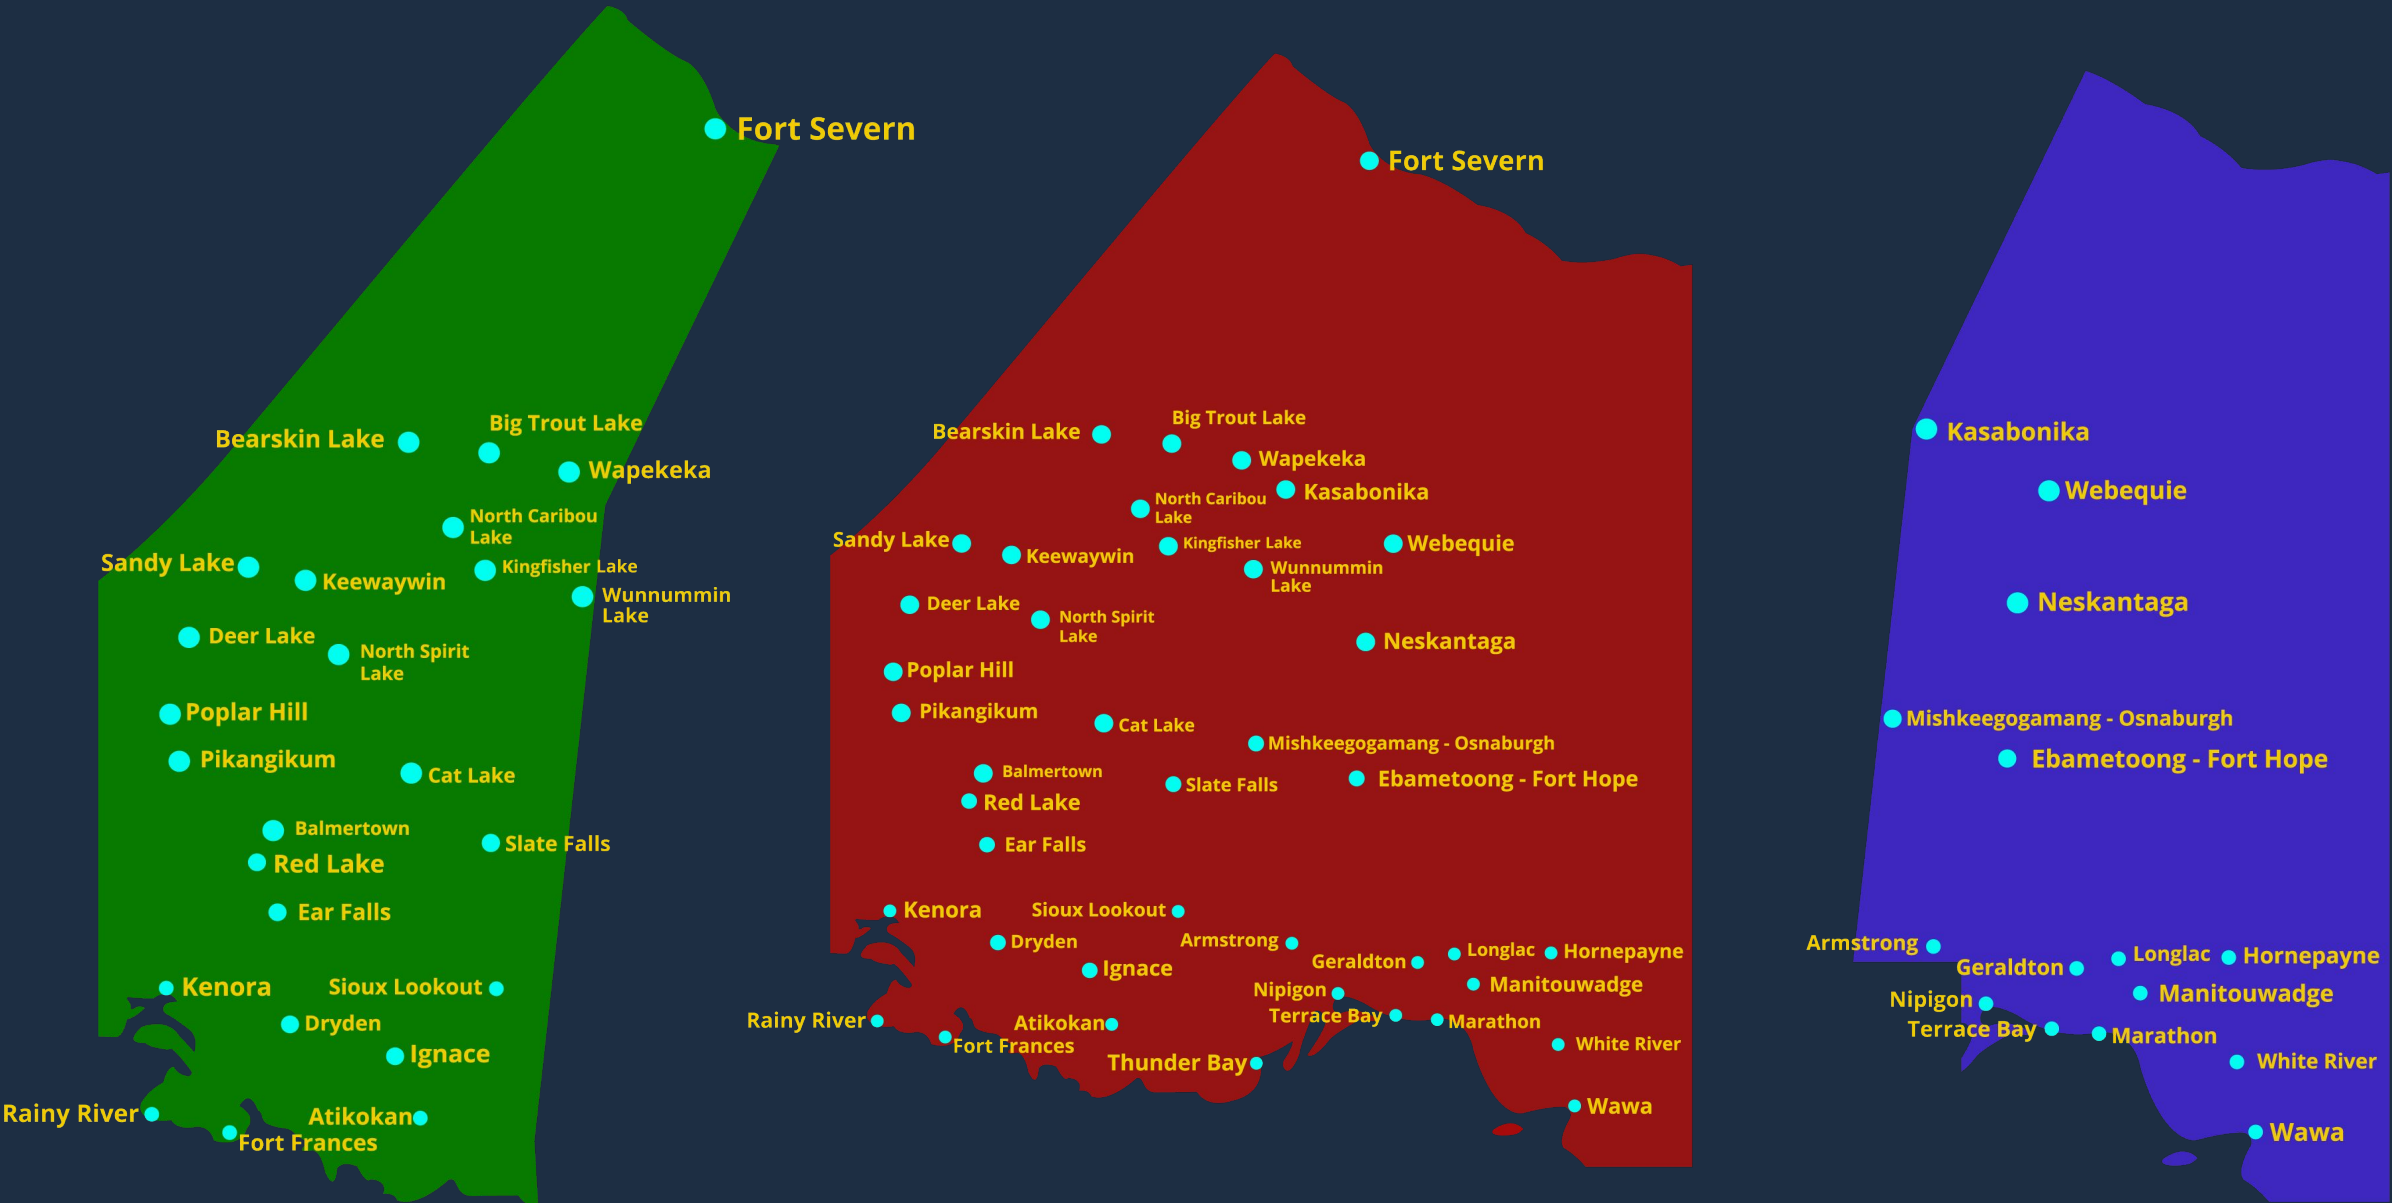 Fort Severn
Bearskin Lake
Big Trout Lake
Wapekeka
North Caribou
Lake
Sandy Lake
Keewaywin
Kingfisher Lake
Wunnummin
Lake
Deer Lake
North Spirit
Lake
Poplar Hill
Pikangikum
Cat Lake
Balmertown
Slate Falls
Red Lake
Ear Falls
Kenora
Sioux Lookout
Dryden
Ignace
Rainy River
Atikokan
Fort Frances
Fort Severn
Big Trout Lake
Bearskin Lake
Wapekeka
Kasabonika
North Caribou
Lake
Sandy Lake
Keewaywin
Kingfisher Lake
Webequie
Wunnummin
Lake
Deer Lake
North Spirit
Lake
Neskantaga
Poplar Hill
Pikangikum
Cat Lake
Mishkeegogamang - Osnaburgh
Balmertown
Slate Falls
Ebametoong - Fort Hope
Red Lake
Ear Falls
Kenora
Sioux Lookout
Dryden
Armstrong
Longlac
Hornepayne
Geraldton
Ignace
Manitouwadge
Nipigon
Terrace Bay
Rainy River
Atikokan
Marathon
Fort Frances
White River
Thunder Bay
Wawa
Kasabonika
Webequie
Neskantaga
Mishkeegogamang - Osnaburgh
Ebametoong - Fort Hope
Armstrong
Longlac
Hornepayne
Geraldton
Manitouwadge
Nipigon
Terrace Bay
Marathon
White River
Wawa